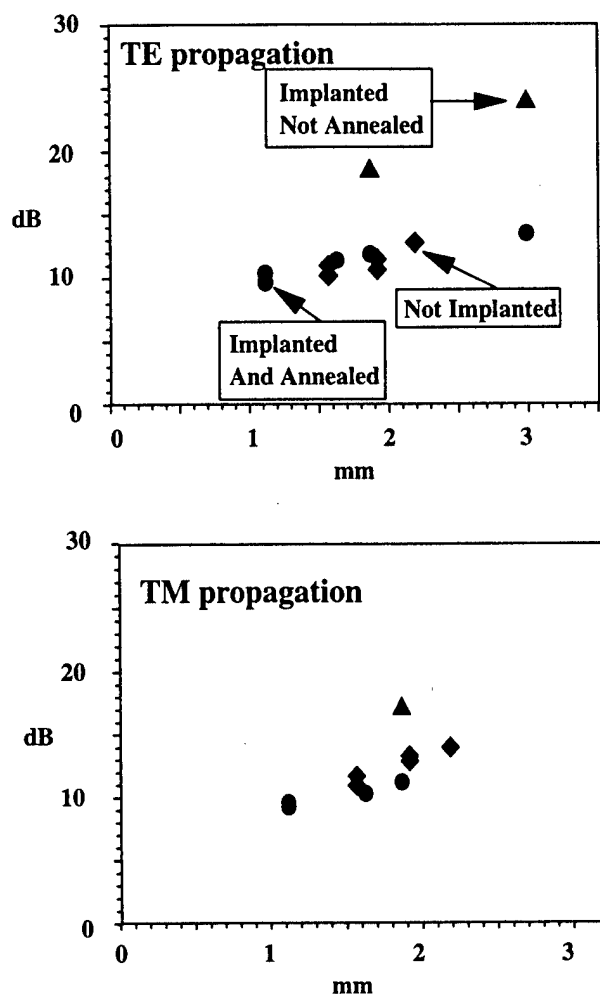 30
TE propagation
Implanted
Not Annealed
20
dB
10
Not Implanted
Implanted
And Annealed
0
0 1 2 3
mm
30
TM propagation
20
dB
10
0
0 1 2 3
mm